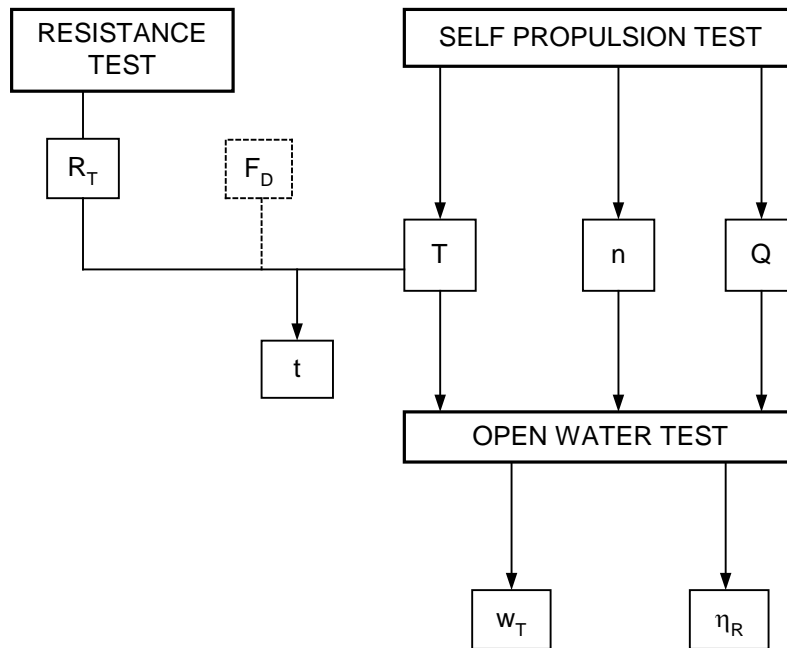 RESISTANCE
TEST
SELF PROPULSION TEST
R_T
F_D
T
n
Q
t
OPEN WATER TEST
w_T
η_R